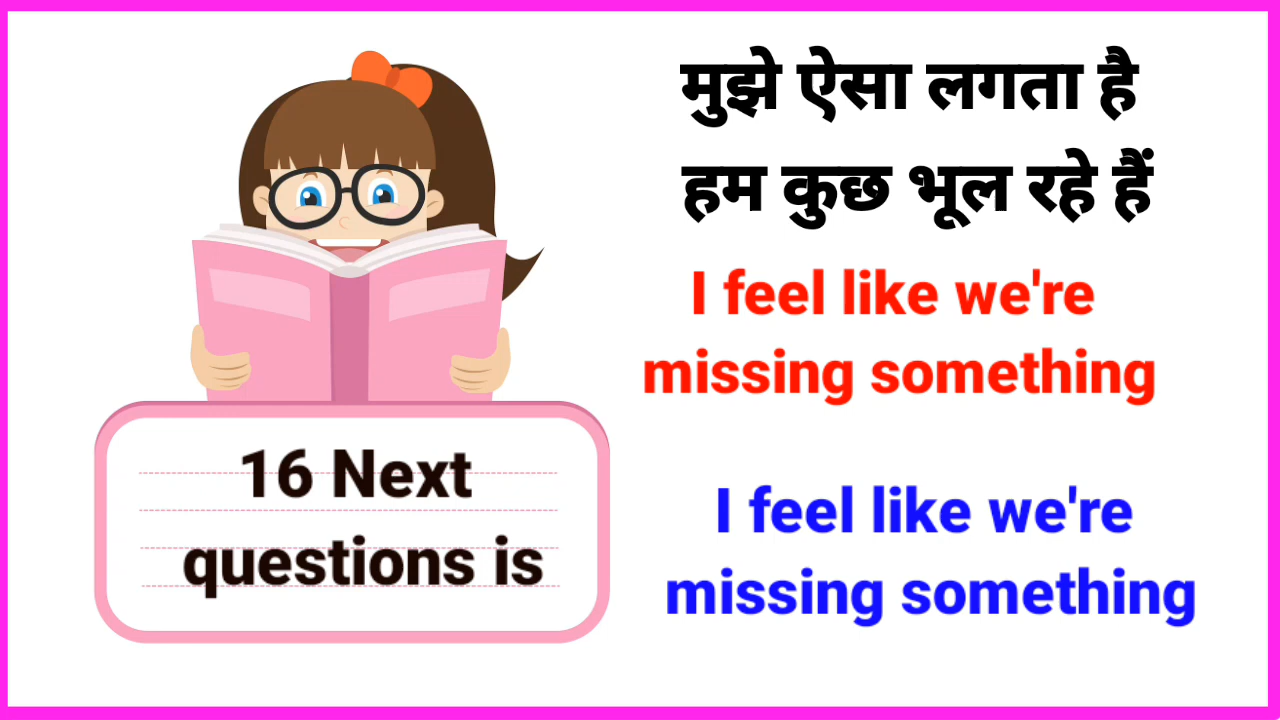 मुझे ऐसा लगता है
हम कुछ भूल रहे हैं
I feel like we're
missing something
I feel like we're
missing something
16 Next
questions is